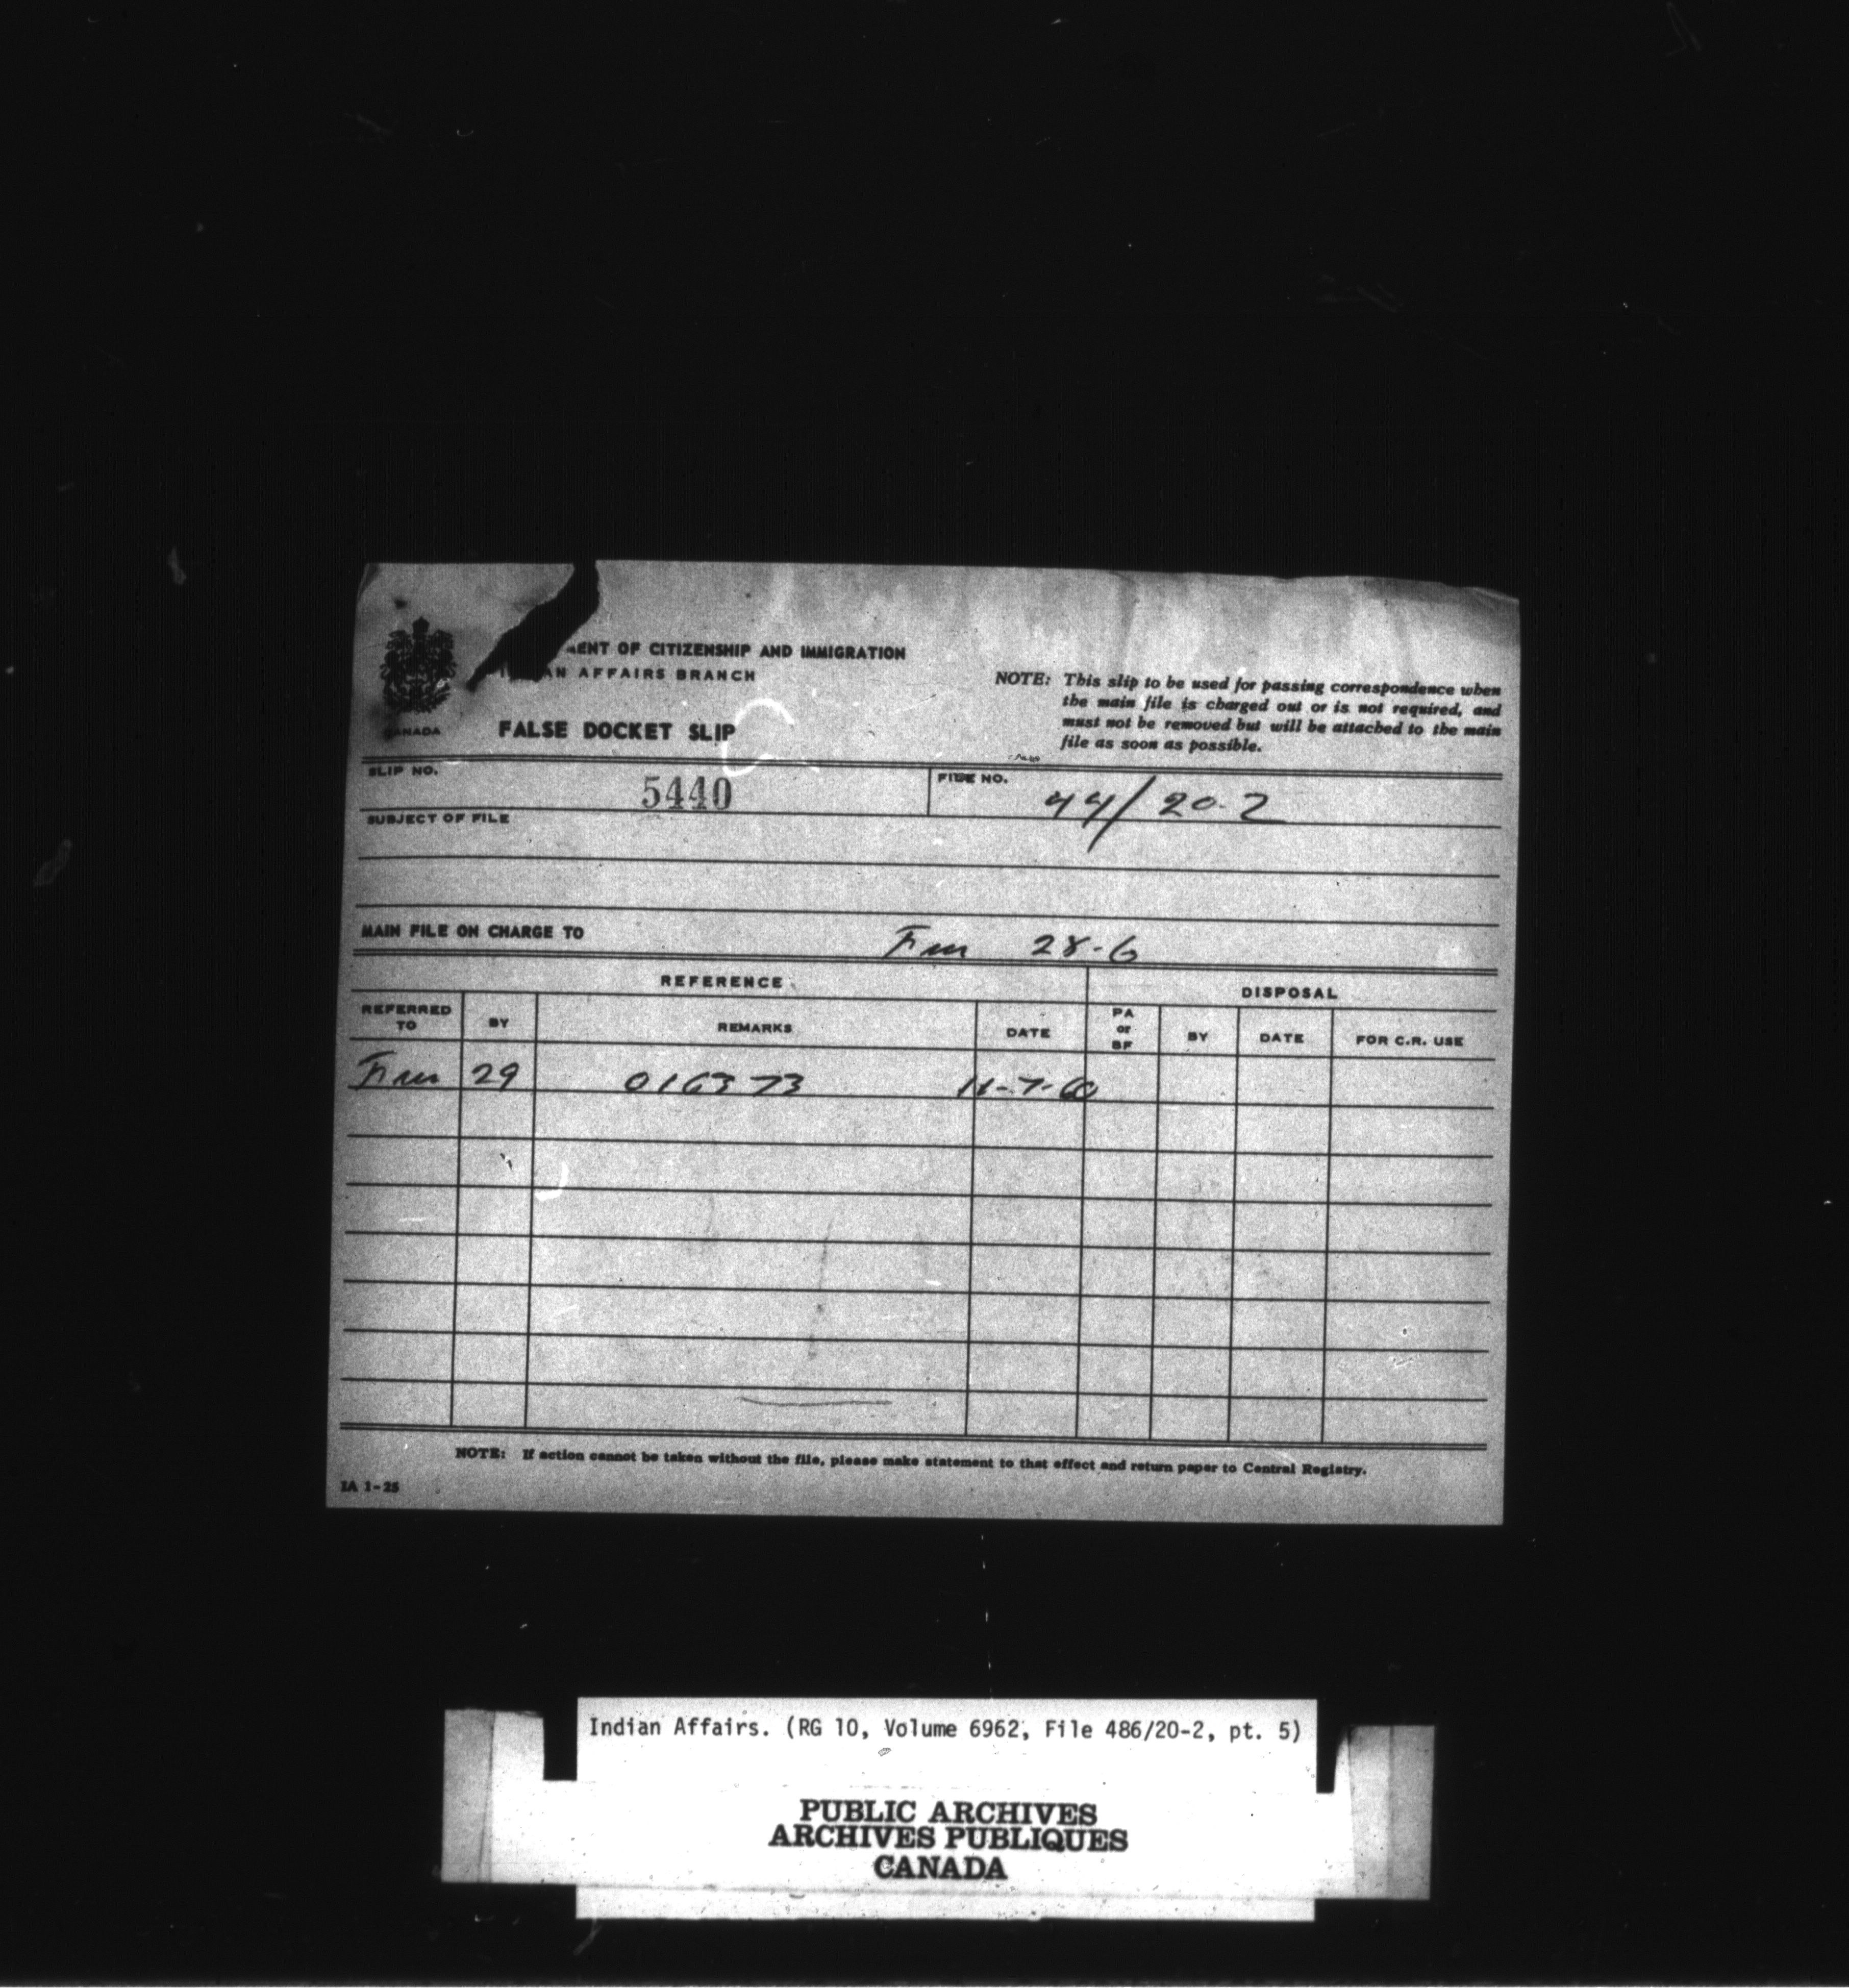 MENT OF CITIZENSHIP AND IMMIGRATION
AN AFFAIRS BRANCH
CANADA
FALSE DOCKET SLIP
NOTE: This slip to be used for passing correspondence when
the main file is charged out or is not required, and
must not be removed but will be attached to the main
file as soon as possible.
SLIP NO. 5440
FILE NO. 44/20-2
SUBJECT OF FILE
MAIN FILE ON CHARGE TO 28-6
REFERENCE
DISPOSAL
REFERRED TO BY REMARKS DATE PA or BF BY DATE FOR C.R. USE
29 016373 11-7-60
NOTE: If action cannot be taken without the file, please make statement to that effect and return paper to Central Registry.
IA 1-25
Indian Affairs. (RG 10, Volume 6962, File 486/20-2, pt. 5)
PUBLIC ARCHIVES
ARCHIVES PUBLIQUES
CANADA